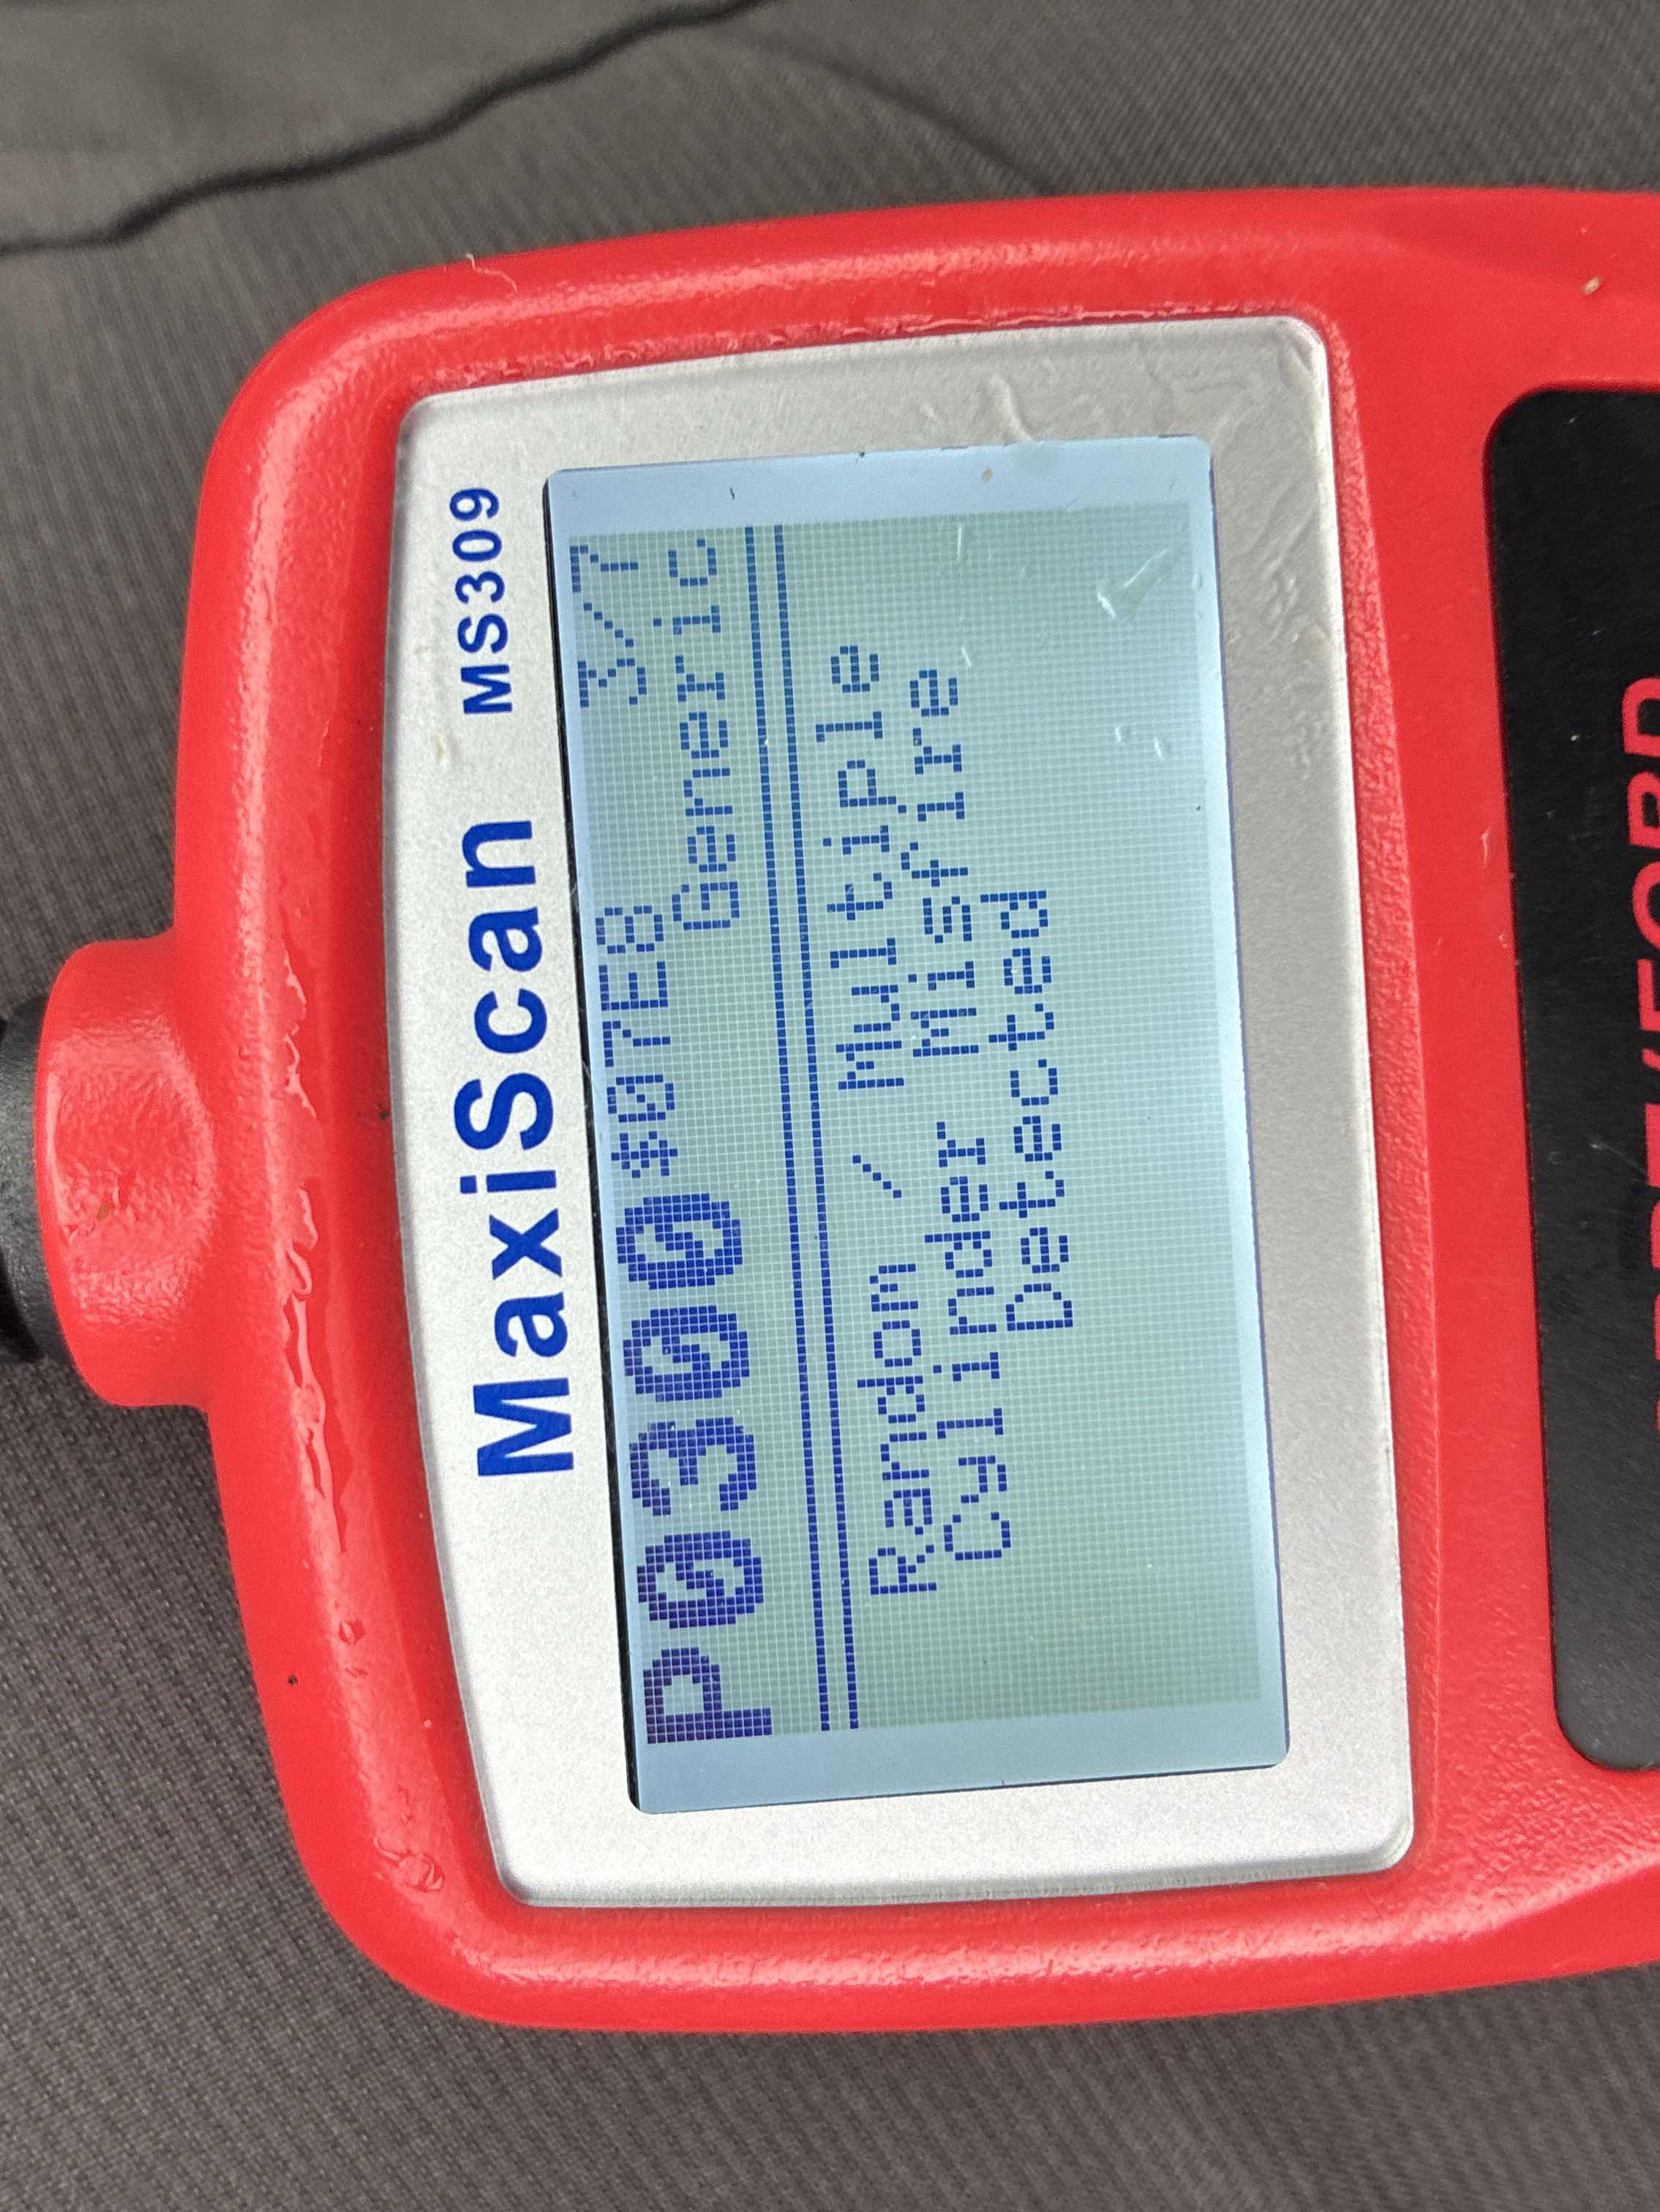 MaxiScan MS309
P0300 $07E8 3/7
Generic
Random / Multiple
Cylinder Misfire
Detected